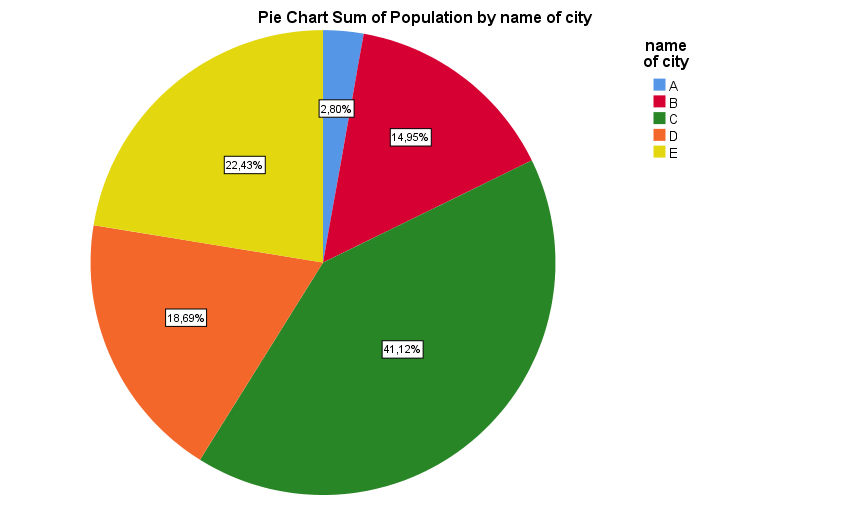 Pie Chart Sum of Population by name of city
name
of city
A
B
C
D
E
2,80%
14,95%
22,43%
18,69%
41,12%